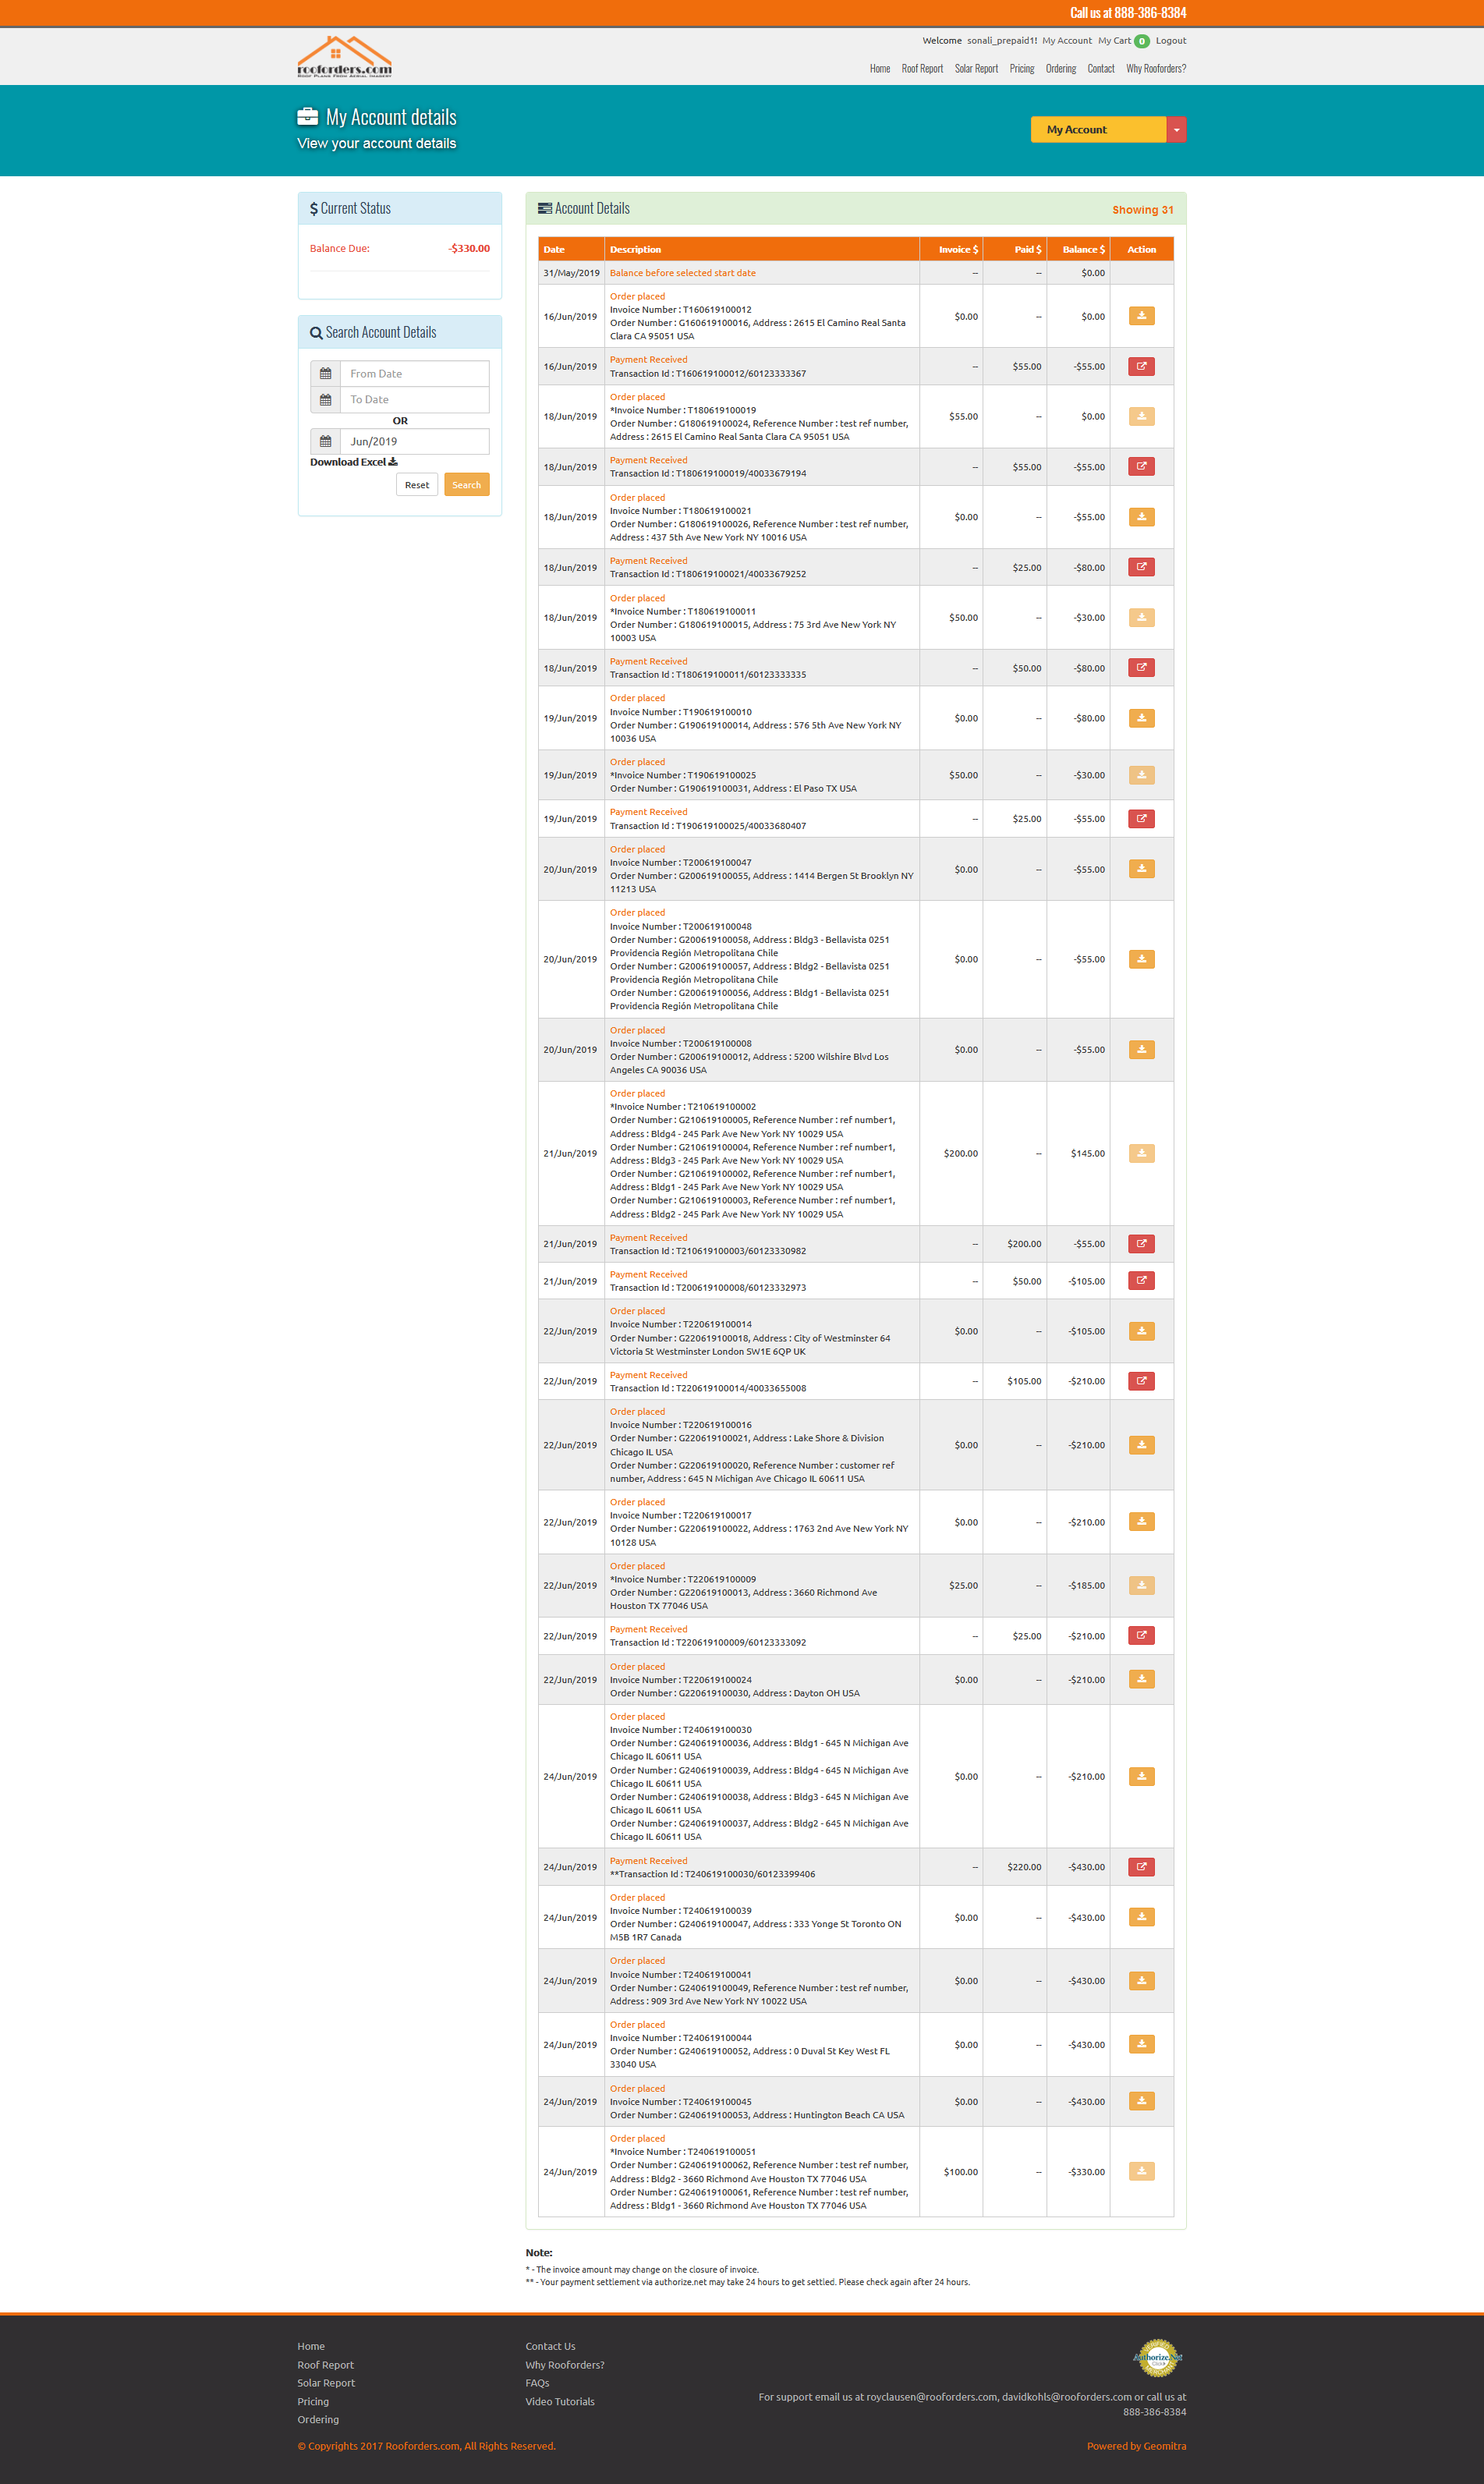 Call us at 888-386-8384
Welcome sonali_prepaid1! My Account My Cart 0 Logout
rooforders.com
ROOF PLANS FROM AERIAL IMAGERY
Home Roof Report Solar Report Pricing Ordering Contact Why Rooforders?
My Account details
View your account details
My Account
$ Current Status
Balance Due: -$330.00
Search Account Details
From Date
To Date
OR
Jun/2019
Download Excel
Reset Search
Account Details Showing 31
Date Description Invoice $ Paid $ Balance $ Action
31/May/2019 Balance before selected start date -- -- $0.00
Order placed
Invoice Number : T160619100012
16/Jun/2019 Order Number : G160619100016, Address : 2615 El Camino Real Santa $0.00 -- $0.00
Clara CA 95051 USA
Payment Received
16/Jun/2019 Transaction Id : T160619100012/60123333367 -- $55.00 -$55.00
Order placed
*Invoice Number : T180619100019
18/Jun/2019 Order Number : G180619100024, Reference Number : test ref number, $55.00 -- $0.00
Address : 2615 El Camino Real Santa Clara CA 95051 USA
Payment Received
18/Jun/2019 Transaction Id : T180619100019/40033679194 -- $55.00 -$55.00
Order placed
Invoice Number : T180619100021
18/Jun/2019 Order Number : G180619100026, Reference Number : test ref number, $0.00 -- -$55.00
Address : 437 5th Ave New York NY 10016 USA
Payment Received
18/Jun/2019 Transaction Id : T180619100021/40033679252 -- $25.00 -$80.00
Order placed
*Invoice Number : T180619100011
18/Jun/2019 Order Number : G180619100015, Address : 75 3rd Ave New York NY $50.00 -- -$30.00
10003 USA
Payment Received
18/Jun/2019 Transaction Id : T180619100011/60123333335 -- $50.00 -$80.00
Order placed
Invoice Number : T190619100010
19/Jun/2019 Order Number : G190619100014, Address : 576 5th Ave New York NY $0.00 -- -$80.00
10036 USA
Order placed
19/Jun/2019 *Invoice Number : T190619100025 $50.00 -- -$30.00
Order Number : G190619100031, Address : El Paso TX USA
Payment Received
19/Jun/2019 Transaction Id : T190619100025/40033680407 -- $25.00 -$55.00
Order placed
Invoice Number : T200619100047
20/Jun/2019 Order Number : G200619100055, Address : 1414 Bergen St Brooklyn NY $0.00 -- -$55.00
11213 USA
Order placed
Invoice Number : T200619100048
Order Number : G200619100058, Address : Bldg3 - Bellavista 0251
Providencia Región Metropolitana Chile
20/Jun/2019 Order Number : G200619100057, Address : Bldg2 - Bellavista 0251 $0.00 -- -$55.00
Providencia Región Metropolitana Chile
Order Number : G200619100056, Address : Bldg1 - Bellavista 0251
Providencia Región Metropolitana Chile
Order placed
Invoice Number : T200619100008
20/Jun/2019 Order Number : G200619100012, Address : 5200 Wilshire Blvd Los $0.00 -- -$55.00
Angeles CA 90036 USA
Order placed
*Invoice Number : T210619100002
Order Number : G210619100005, Reference Number : ref number1,
Address : Bldg4 - 245 Park Ave New York NY 10029 USA
Order Number : G210619100004, Reference Number : ref number1,
21/Jun/2019 Address : Bldg3 - 245 Park Ave New York NY 10029 USA $200.00 -- $145.00
Order Number : G210619100002, Reference Number : ref number1,
Address : Bldg1 - 245 Park Ave New York NY 10029 USA
Order Number : G210619100003, Reference Number : ref number1,
Address : Bldg2 - 245 Park Ave New York NY 10029 USA
Payment Received
21/Jun/2019 Transaction Id : T210619100003/60123330982 -- $200.00 -$55.00
Payment Received
21/Jun/2019 Transaction Id : T200619100008/60123332973 -- $50.00 -$105.00
Order placed
Invoice Number : T220619100014
22/Jun/2019 Order Number : G220619100018, Address : City of Westminster 64 $0.00 -- -$105.00
Victoria St Westminster London SW1E 6QP UK
Payment Received
22/Jun/2019 Transaction Id : T220619100014/40033655008 -- $105.00 -$210.00
Order placed
Invoice Number : T220619100016
Order Number : G220619100021, Address : Lake Shore & Division
22/Jun/2019 Chicago IL USA $0.00 -- -$210.00
Order Number : G220619100020, Reference Number : customer ref
number, Address : 645 N Michigan Ave Chicago IL 60611 USA
Order placed
Invoice Number : T220619100017
22/Jun/2019 Order Number : G220619100022, Address : 1763 2nd Ave New York NY $0.00 -- -$210.00
10128 USA
Order placed
*Invoice Number : T220619100009
22/Jun/2019 Order Number : G220619100013, Address : 3660 Richmond Ave $25.00 -- -$185.00
Houston TX 77046 USA
Payment Received
22/Jun/2019 Transaction Id : T220619100009/60123333092 -- $25.00 -$210.00
Order placed
22/Jun/2019 Invoice Number : T220619100024 $0.00 -- -$210.00
Order Number : G220619100030, Address : Dayton OH USA
Order placed
Invoice Number : T240619100030
Order Number : G240619100036, Address : Bldg1 - 645 N Michigan Ave
Chicago IL 60611 USA
Order Number : G240619100039, Address : Bldg4 - 645 N Michigan Ave
24/Jun/2019 Chicago IL 60611 USA $0.00 -- -$210.00
Order Number : G240619100038, Address : Bldg3 - 645 N Michigan Ave
Chicago IL 60611 USA
Order Number : G240619100037, Address : Bldg2 - 645 N Michigan Ave
Chicago IL 60611 USA
Payment Received
24/Jun/2019 **Transaction Id : T240619100030/60123399406 -- $220.00 -$430.00
Order placed
Invoice Number : T240619100039
24/Jun/2019 Order Number : G240619100047, Address : 333 Yonge St Toronto ON $0.00 -- -$430.00
M5B 1R7 Canada
Order placed
Invoice Number : T240619100041
24/Jun/2019 Order Number : G240619100049, Reference Number : test ref number, $0.00 -- -$430.00
Address : 909 3rd Ave New York NY 10022 USA
Order placed
Invoice Number : T240619100044
24/Jun/2019 Order Number : G240619100052, Address : 0 Duval St Key West FL $0.00 -- -$430.00
33040 USA
Order placed
24/Jun/2019 Invoice Number : T240619100045 $0.00 -- -$430.00
Order Number : G240619100053, Address : Huntington Beach CA USA
Order placed
*Invoice Number : T240619100051
Order Number : G240619100062, Reference Number : test ref number,
24/Jun/2019 Address : Bldg2 - 3660 Richmond Ave Houston TX 77046 USA $100.00 -- -$330.00
Order Number : G240619100061, Reference Number : test ref number,
Address : Bldg1 - 3660 Richmond Ave Houston TX 77046 USA
Note:
* - The invoice amount may change on the closure of invoice.
** - Your payment settlement via authorize.net may take 24 hours to get settled. Please check again after 24 hours.
Home
Roof Report
Solar Report
Pricing
Ordering
Contact Us
Why Rooforders?
FAQs
Video Tutorials
Authorize.Net
Click
For support email us at royclausen@rooforders.com, davidkohls@rooforders.com or call us at
888-386-8384
© Copyrights 2017 Rooforders.com, All Rights Reserved. Powered by Geomitra